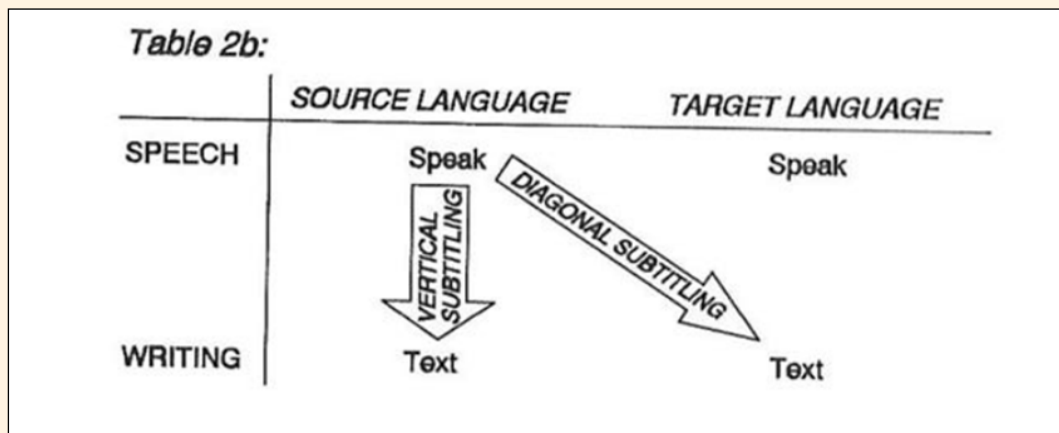 Table 2b:
SOURCE LANGUAGE TARGET LANGUAGE
SPEECH Speak Speak
VERTICAL
SUBTITLING
DIAGONAL SUBTITLING
WRITING Text Text